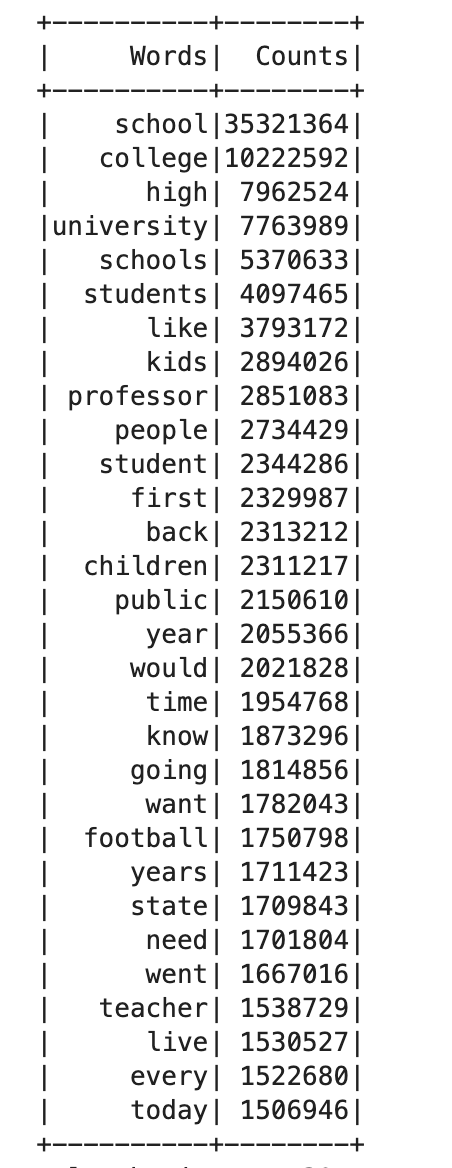 +----------+--------+
|     Words|  Counts|
+----------+--------+
|    school|35321364|
|   college|10222592|
|      high| 7962524|
|university| 7763989|
|   schools| 5370633|
|  students| 4097465|
|      like| 3793172|
|      kids| 2894026|
| professor| 2851083|
|    people| 2734429|
|   student| 2344286|
|     first| 2329987|
|      back| 2313212|
|  children| 2311217|
|    public| 2150610|
|      year| 2055366|
|     would| 2021828|
|      time| 1954768|
|      know| 1873296|
|     going| 1814856|
|      want| 1782043|
|  football| 1750798|
|     years| 1711423|
|     state| 1709843|
|      need| 1701804|
|      went| 1667016|
|   teacher| 1538729|
|      live| 1530527|
|     every| 1522680|
|     today| 1506946|
+----------+--------+